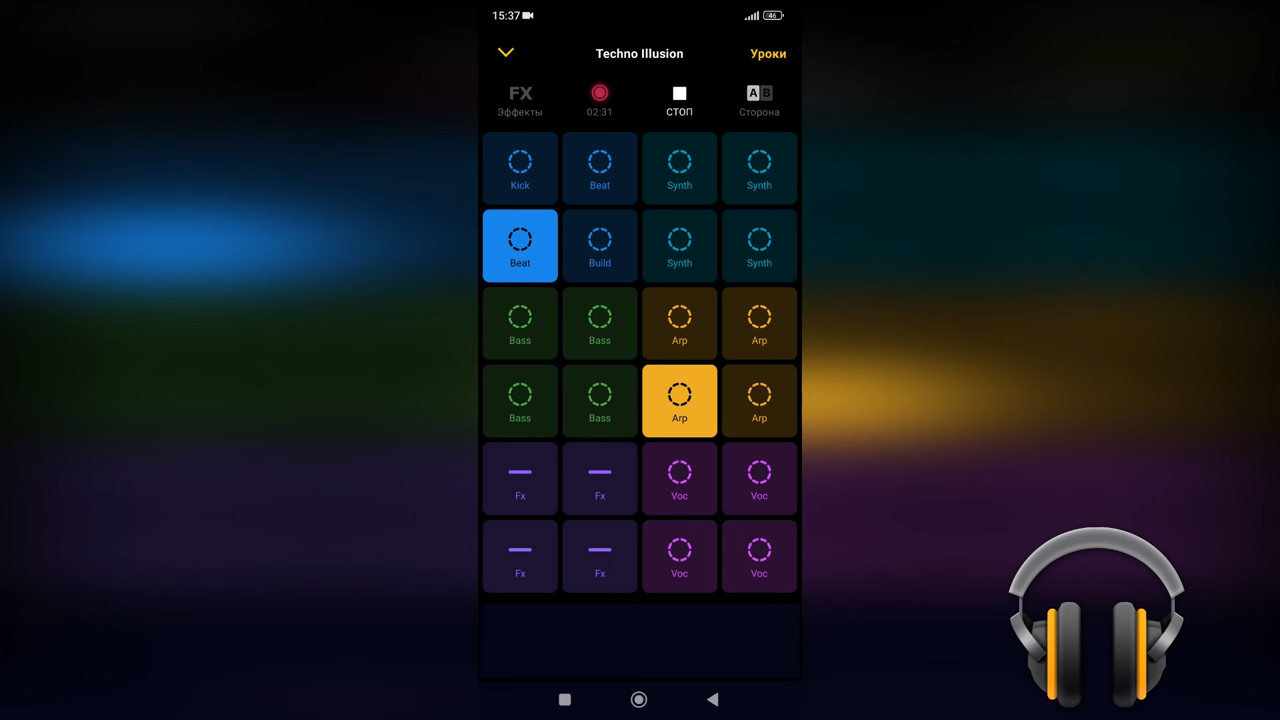 15:37
46
Techno Illusion
Уроки
FX
A B
Эффекты
02:31
СТОП
Сторона
Kick
Beat
Synth
Synth
Beat
Build
Synth
Synth
Bass
Bass
Arp
Arp
Bass
Bass
Arp
Arp
Fx
Fx
Voc
Voc
Fx
Fx
Voc
Voc